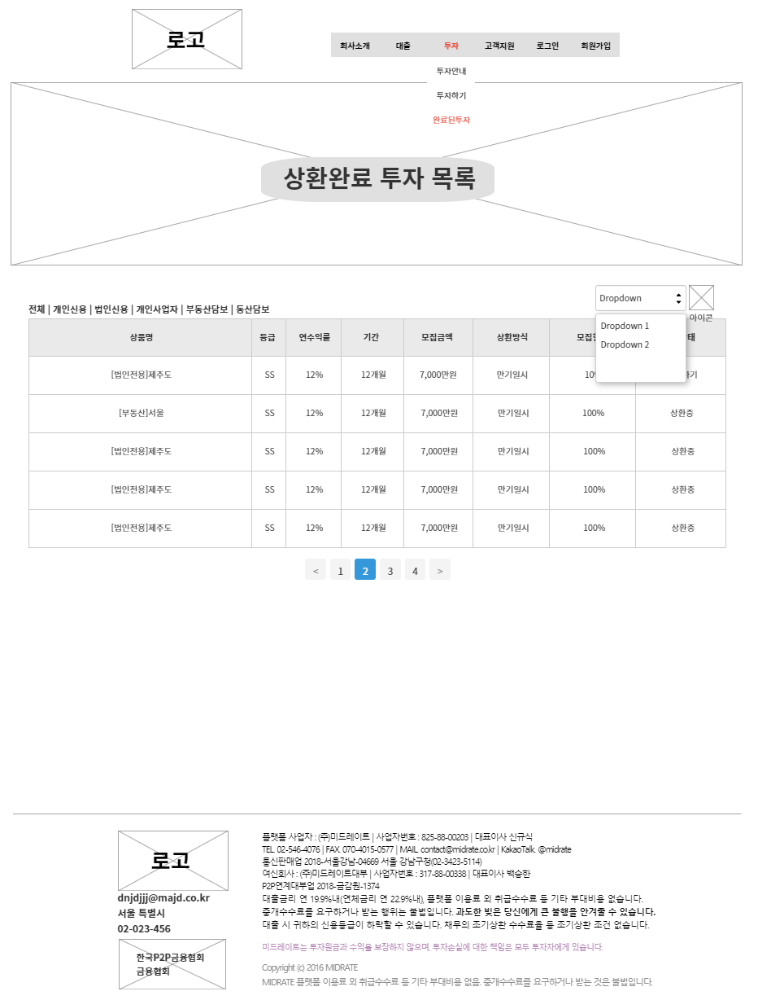 로고
회사소개 대출 투자 고객지원 로그인 회원가입
투자안내
투자하기
완료된투자
상환완료 투자 목록
Dropdown
아이콘
전체 | 개인신용 | 법인신용 | 개인사업자 | 부동산담보 | 동산담보
Dropdown 1
Dropdown 2
상품명 등급 연수익률 기간 모집금액 상환방식
[법인전용]제주도 SS 12% 12개월 7,000만원 만기일시
[부동산]서울 SS 12% 12개월 7,000만원 만기일시 100% 상환중
[법인전용]제주도 SS 12% 12개월 7,000만원 만기일시 100% 상환중
[법인전용]제주도 SS 12% 12개월 7,000만원 만기일시 100% 상환중
[법인전용]제주도 SS 12% 12개월 7,000만원 만기일시 100% 상환중
< 1 2 3 4 >
로고
dnjdjjj@majd.co.kr
서울 특별시
02-023-456
한국P2P금융협회
금융협회
플랫폼 사업자 : (주)미드레이트 | 사업자번호 : 825-88-00203 | 대표이사 신규식
TEL. 02-546-4076 | FAX. 070-4015-0577 | MAIL. contact@midrate.co.kr | KakaoTalk. @midrate
통신판매업 2018-서울강남-04669 서울 강남구청(02-3423-5114)
여신회사 : (주)미드레이트대부 | 사업자번호 : 317-88-00338 | 대표이사 백승한
P2P연계대부업 2018-금감원-1374
대출금리 연 19.9%내(연체금리 연 22.9%내), 플랫폼 이용료 외 취급수수료 등 기타 부대비용 없습니다.
중개수수료를 요구하거나 받는 행위는 불법입니다. 과도한 빚은 당신에게 큰 불행을 안겨줄 수 있습니다.
대출 시 귀하의 신용등급이 하락할 수 있습니다. 채무의 조기상환 수수료율 등 조기상환 조건 없습니다.
미드레이트는 투자원금과 수익을 보장하지 않으며, 투자손실에 대한 책임은 모두 투자자에게 있습니다.
Copyright (c) 2016 MIDRATE
MIDRATE 플랫폼 이용료 외 취급수수료 등 기타 부대비용 없음. 중개수수료를 요구하거나 받는 것은 불법입니다.